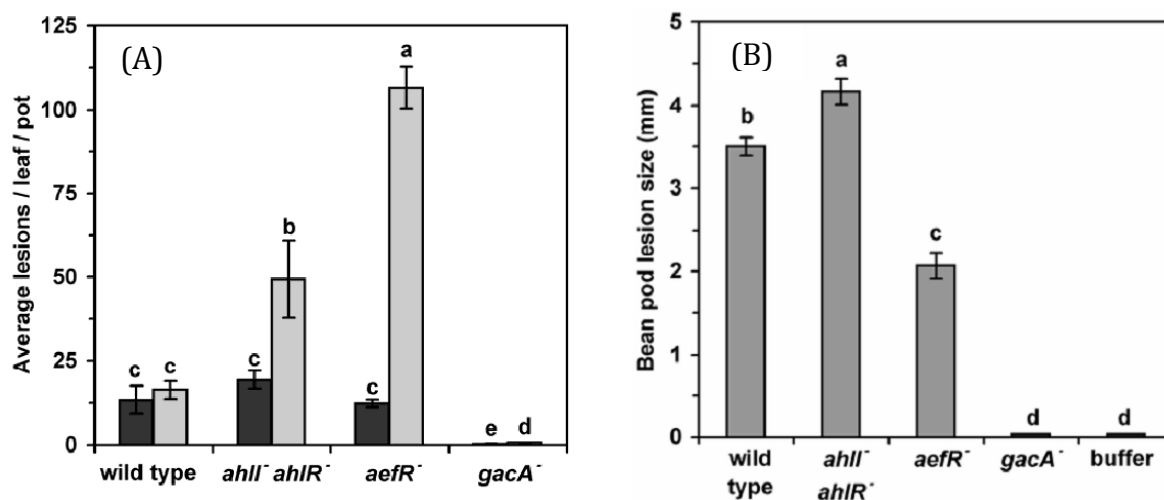 (A)
Average lesions / leaf / pot
125
100
75
50
25
0
c c c b c a e d
wild type ahlI⁻ ahlR⁻ aefR⁻ gacA⁻
(B)
Bean pod lesion size (mm)
5
4
3
2
1
0
b a c d d
wild type ahlI⁻ ahlR⁻ aefR⁻ gacA⁻ buffer